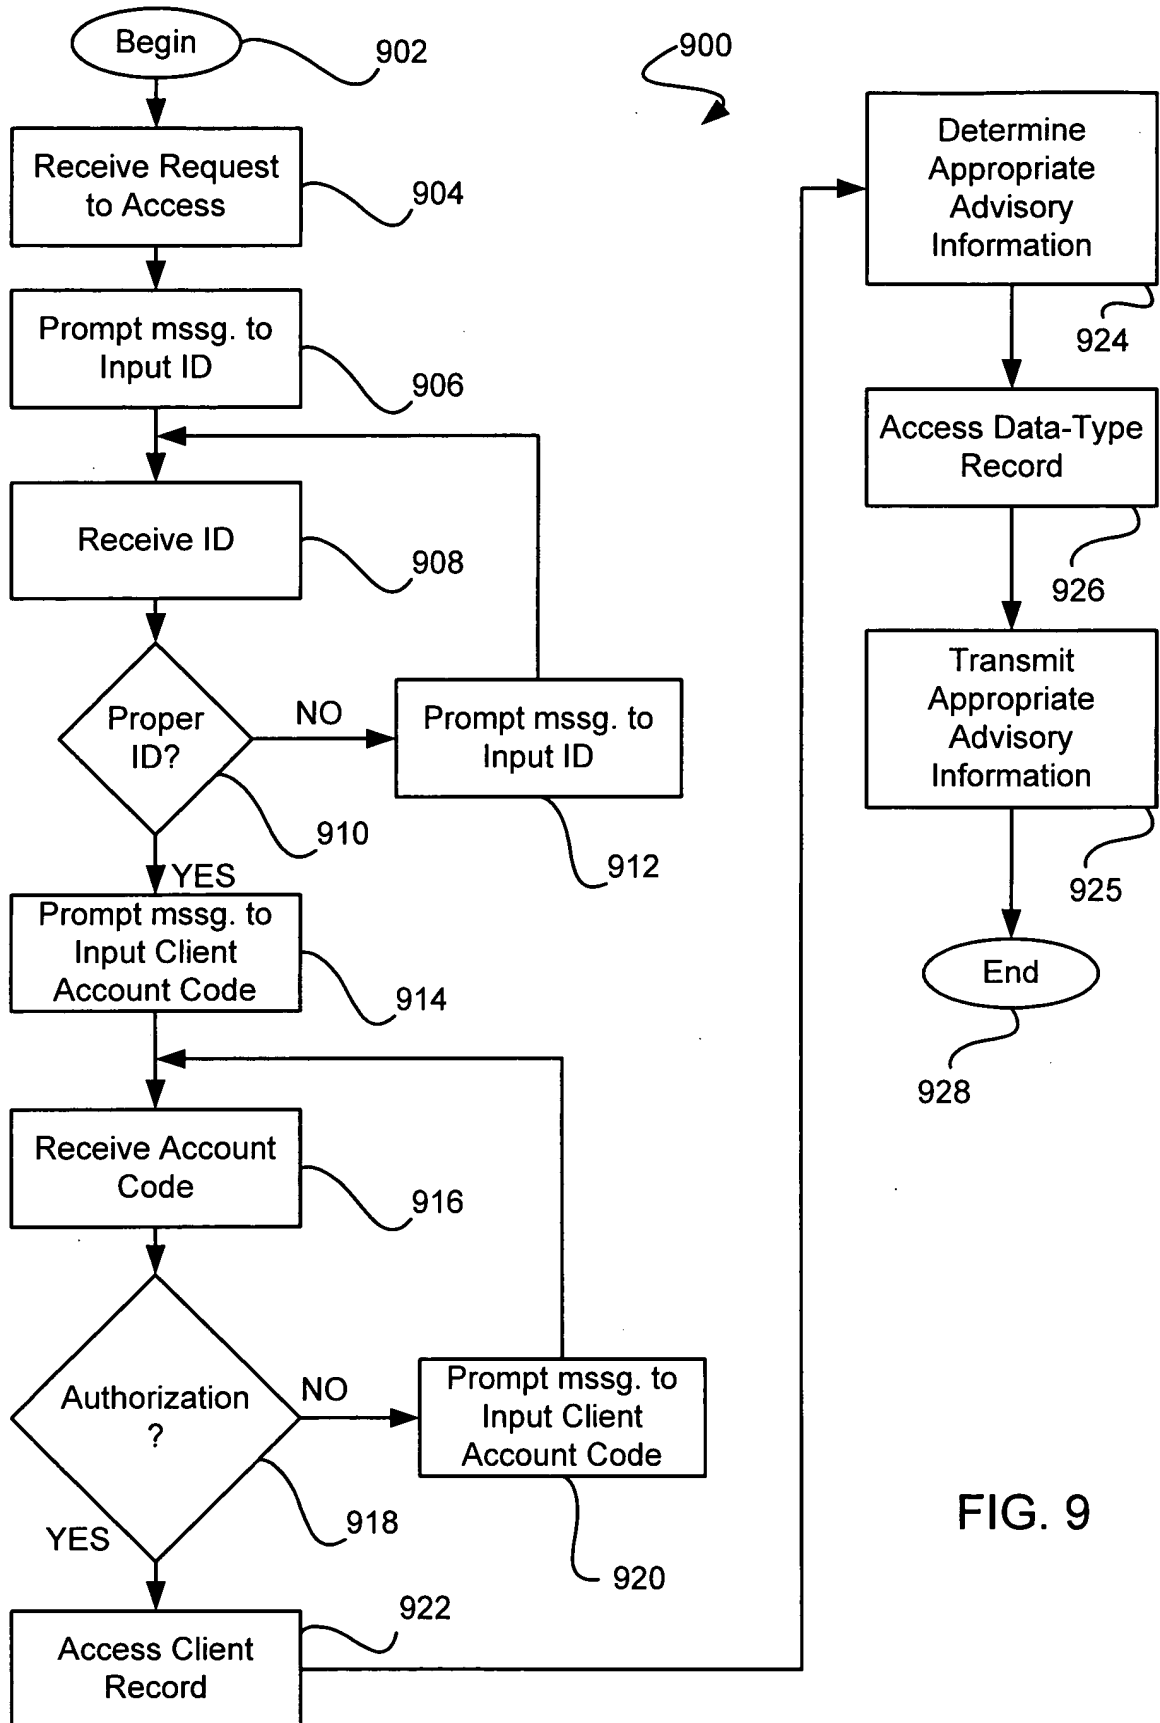 Begin
902
900
Receive Request
to Access
904
Prompt mssg. to
Input ID
906
Receive ID
908
Proper
ID?
NO
910
Prompt mssg. to
Input ID
912
YES
Prompt mssg. to
Input Client
Account Code
914
Receive Account
Code
916
Authorization
?
NO
918
Prompt mssg. to
Input Client
Account Code
920
YES
922
Access Client
Record
Determine
Appropriate
Advisory
Information
924
Access Data-Type
Record
926
Transmit
Appropriate
Advisory
Information
925
End
928
FIG. 9